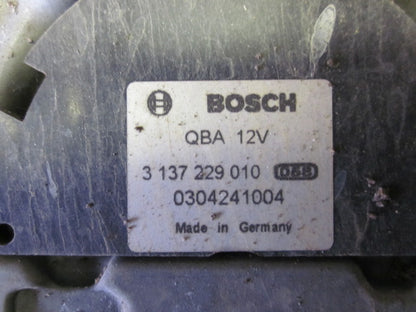 BOSCH
QBA 12V
3 137 229 010
0304241004
Made in Germany